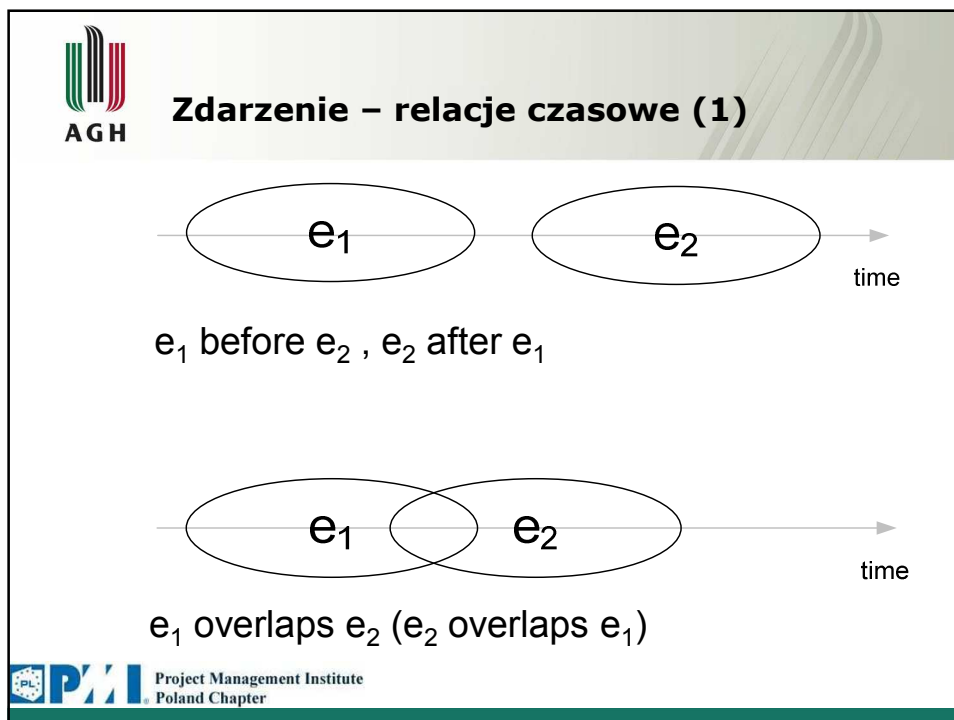 AGH
Zdarzenie – relacje czasowe (1)
e₁ e₂
time
e₁ before e₂ , e₂ after e₁
e₁ e₂
time
e₁ overlaps e₂ (e₂ overlaps e₁)
PL PMI ® Project Management Institute
Poland Chapter